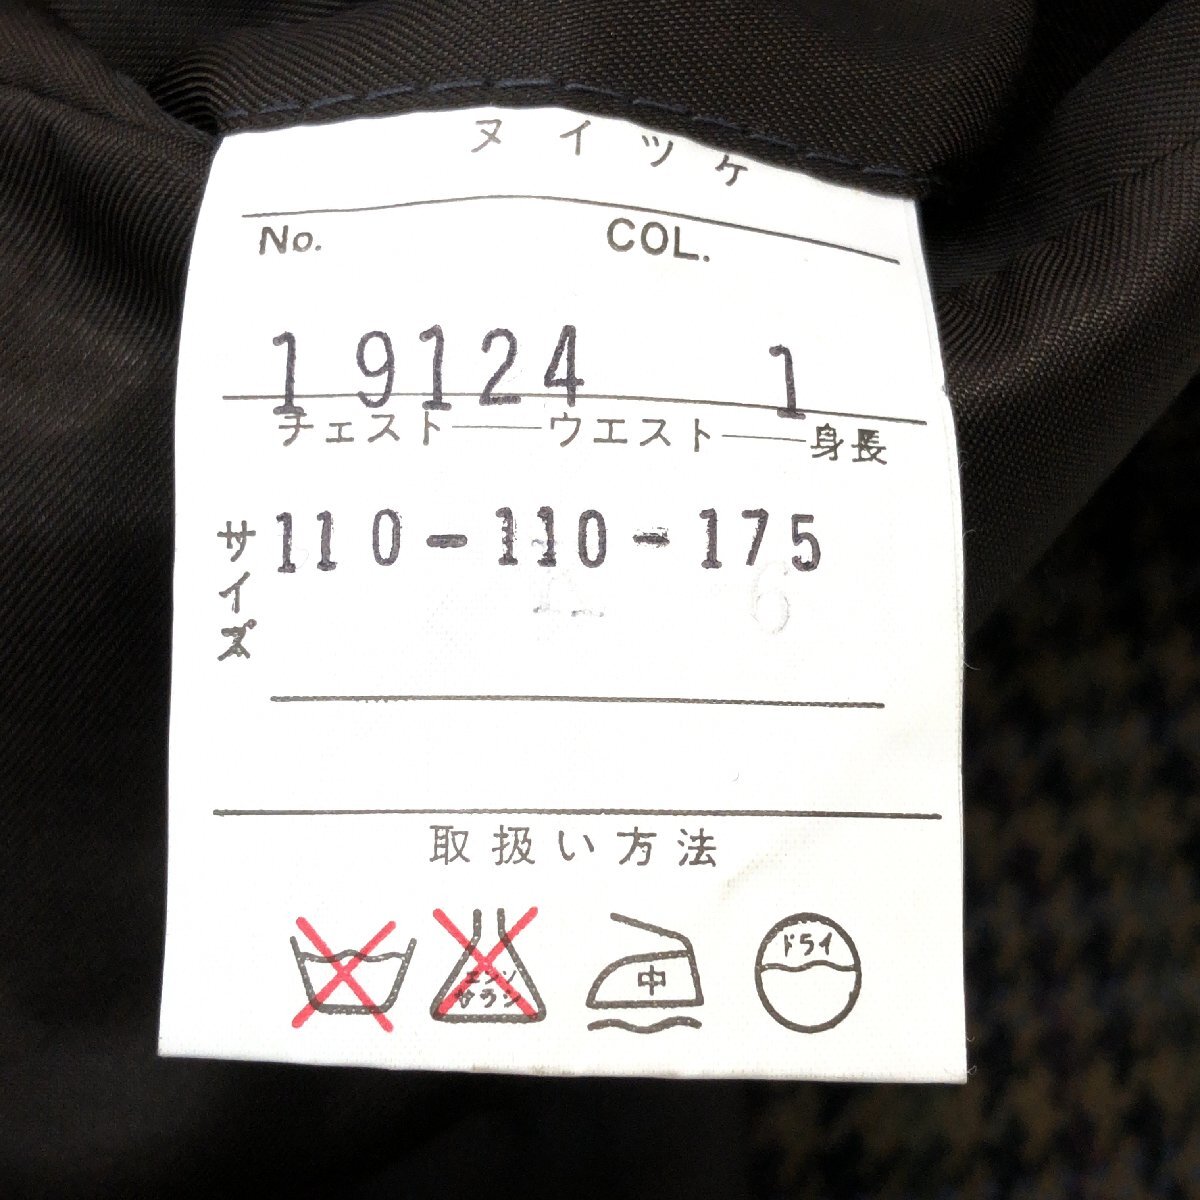 ヌイツケ
No. COL.
19124 1
チェスト―ウエスト―身長
サイズ
110-110-175
取扱い方法
エンソ
サラシ
中
ドライ